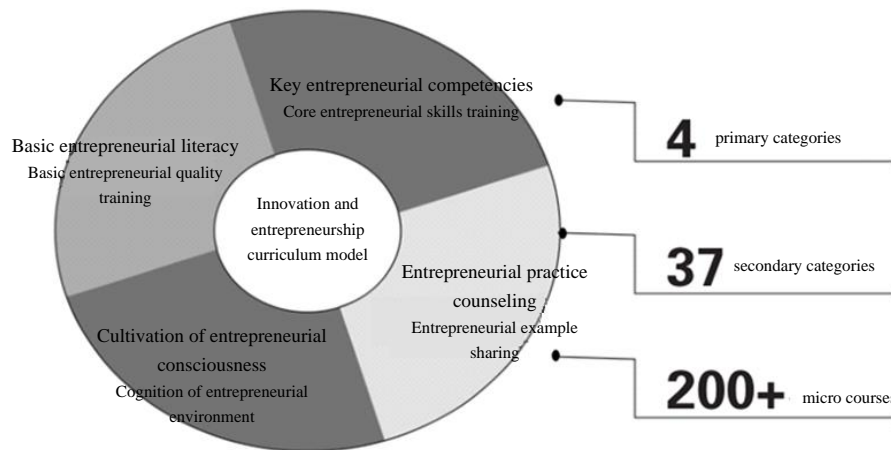 Key entrepreneurial competencies
Core entrepreneurial skills training
Basic entrepreneurial literacy
Basic entrepreneurial quality
training
Innovation and
entrepreneurship
curriculum model
Entrepreneurial practice
counseling
Entrepreneurial example
sharing
Cultivation of entrepreneurial
consciousness
Cognition of entrepreneurial
environment
4 primary categories
37 secondary categories
200+ micro courses